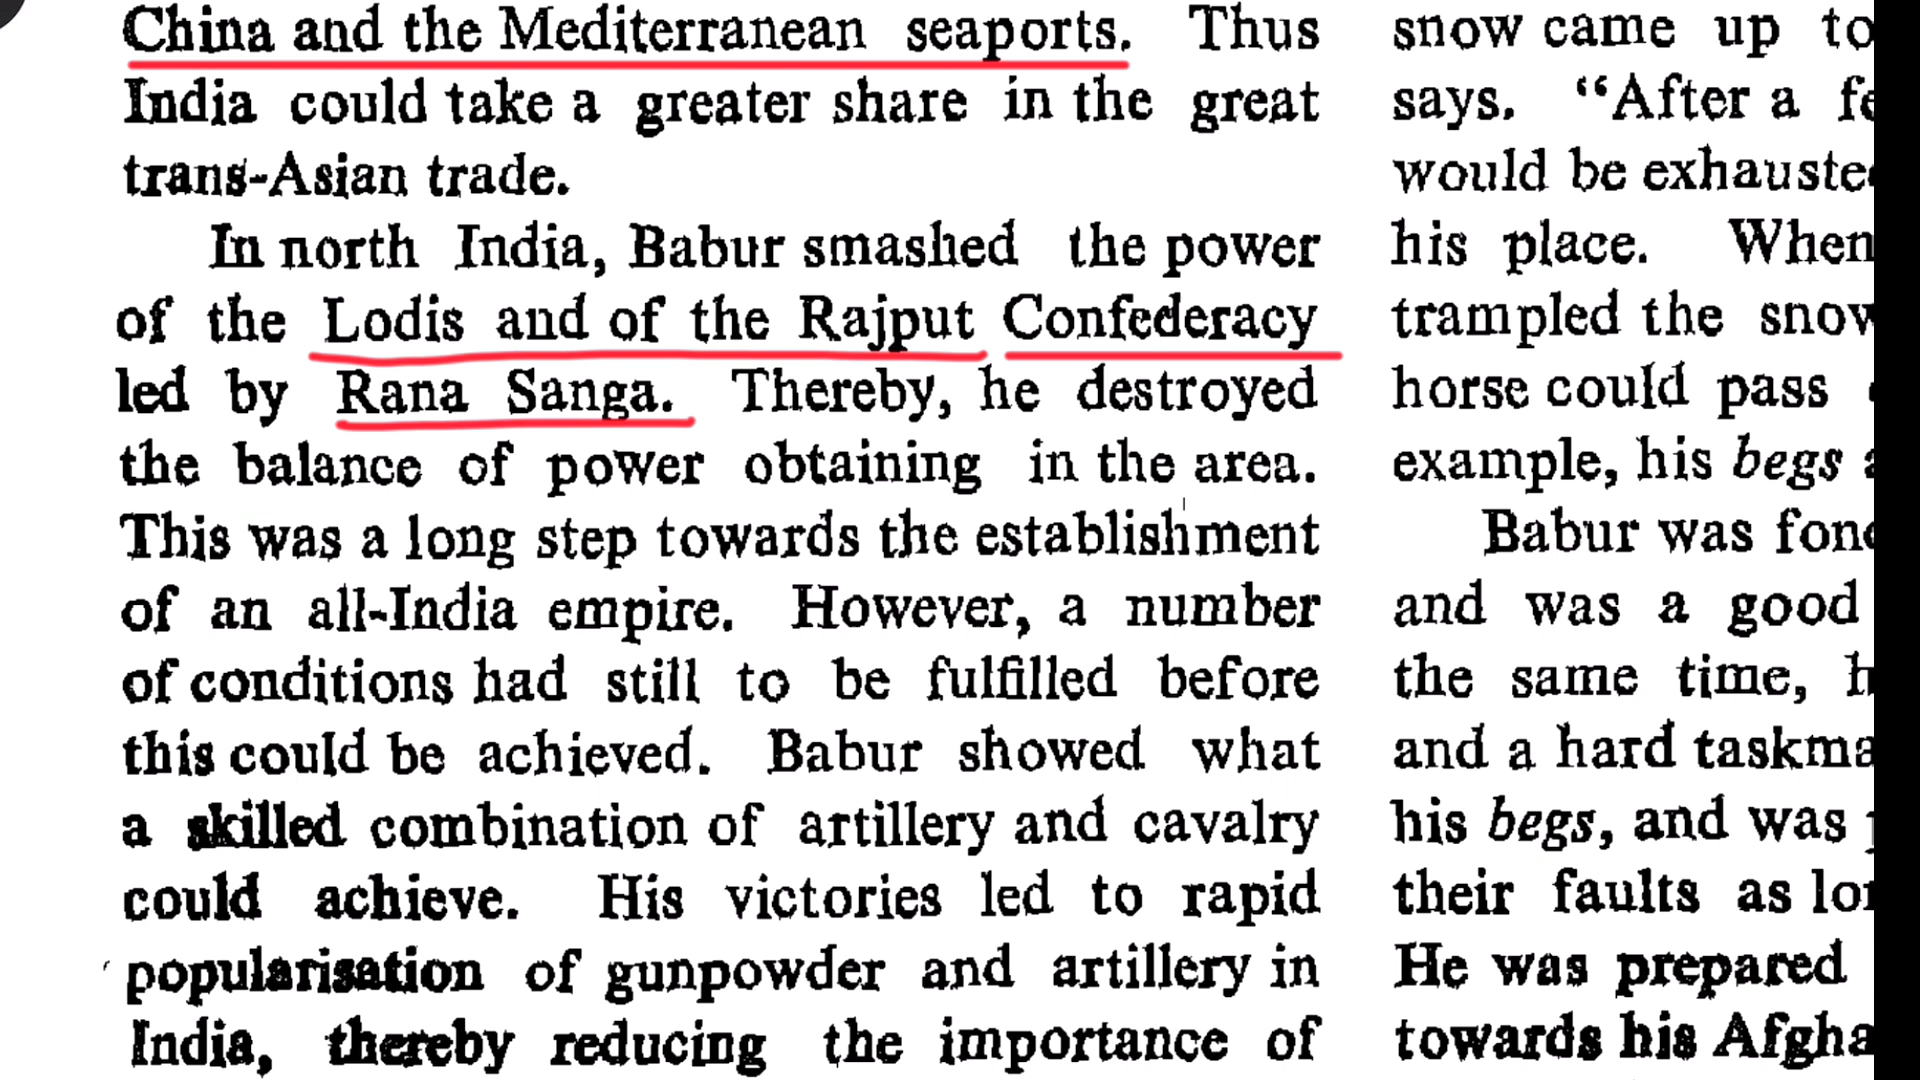 China and the Mediterranean seaports. Thus
India could take a greater share in the great
trans-Asian trade.
In north India, Babur smashed the power
of the Lodis and of the Rajput Confederacy
led by Rana Sanga. Thereby, he destroyed
the balance of power obtaining in the area.
This was a long step towards the establishment
of an all-India empire. However, a number
of conditions had still to be fulfilled before
this could be achieved. Babur showed what
a skilled combination of artillery and cavalry
could achieve. His victories led to rapid
popularisation of gunpowder and artillery in
India, thereby reducing the importance of
snow came up to
says. "After a
would be
his place. When
trampled the
horse could pass
example, his begs
Babur was
and was a good
the same time,
and a hard
his begs, and was
their faults as
He was prepared
towards his